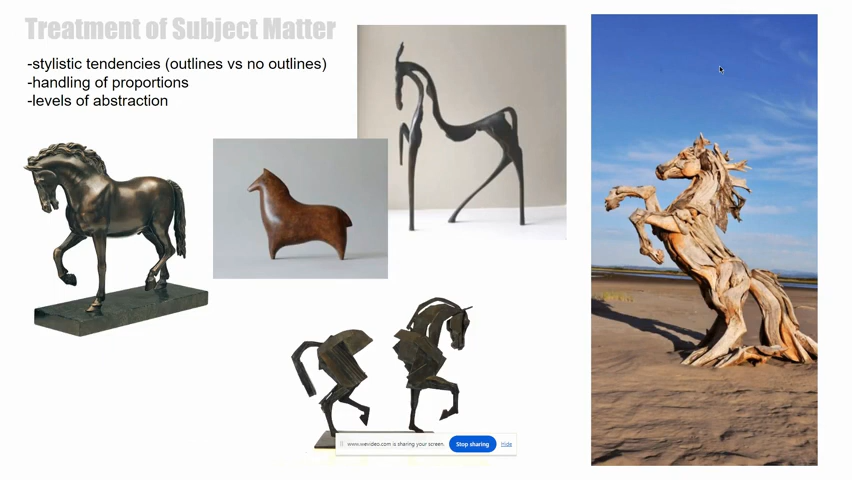 Treatment of Subject Matter
-stylistic tendencies (outlines vs no outlines)
-handling of proportions
-levels of abstraction
www.wevideo.com is sharing your screen. Stop sharing Hide